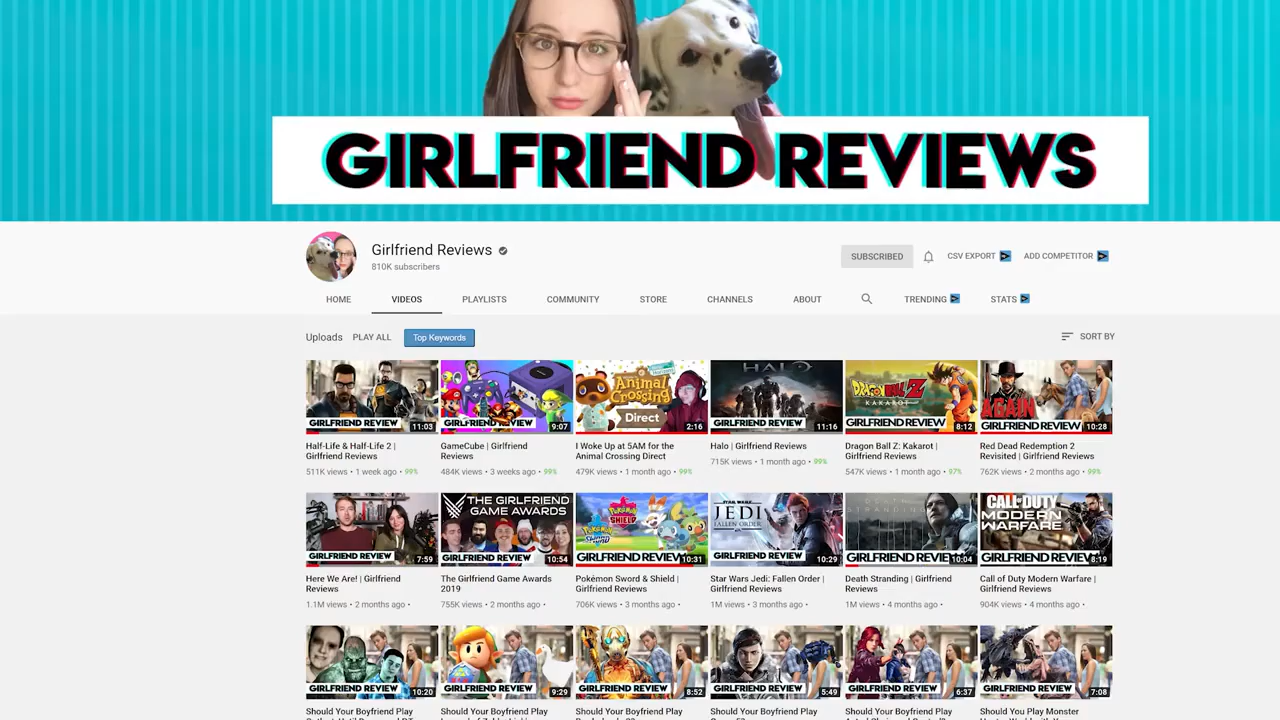 GIRLFRIEND REVIEWS
Girlfriend Reviews
810K subscribers
SUBSCRIBED
CSV EXPORT
ADD COMPETITOR
HOME
VIDEOS
PLAYLISTS
COMMUNITY
STORE
CHANNELS
ABOUT
TRENDING
STATS
Uploads
PLAY ALL
Top Keywords
SORT BY
GIRLFRIEND REVIEW
11:03
GIRLFRIEND REVIEW
9:07
Animal
Crossing
Direct
2:16
HALO
11:16
DRAGON BALL Z
KAKAROT
GIRLFRIEND REVIEW
8:12
AGAIN
GIRLFRIEND REVIEW
10:28
Half-Life & Half-Life 2 |
Girlfriend Reviews
511K views • 1 week ago • 99%
GameCube | Girlfriend
Reviews
484K views • 3 weeks ago • 99%
I Woke Up at 5AM for the
Animal Crossing Direct
479K views • 1 month ago • 99%
Halo | Girlfriend Reviews
715K views • 1 month ago • 99%
Dragon Ball Z: Kakarot |
Girlfriend Reviews
547K views • 1 month ago • 97%
Red Dead Redemption 2
Revisited | Girlfriend Reviews
762K views • 2 months ago • 99%
GIRLFRIEND REVIEW
7:59
THE GIRLFRIEND
GAME AWARDS
GIRLFRIEND REVIEW
10:54
Pokémon
SHIELD
Pokémon
SWORD
GIRLFRIEND REVIEW
10:31
STAR WARS
JEDI
FALLEN ORDER
GIRLFRIEND REVIEW
10:29
DEATH STRANDING
GIRLFRIEND REVIEW
10:04
CALL OF DUTY
MODERN
WARFARE
GIRLFRIEND REVIEW
8:19
Here We Are! | Girlfriend
Reviews
1.1M views • 2 months ago •
The Girlfriend Game Awards
2019
755K views • 2 months ago •
Pokémon Sword & Shield |
Girlfriend Reviews
706K views • 3 months ago •
Star Wars Jedi: Fallen Order |
Girlfriend Reviews
1M views • 3 months ago •
Death Stranding | Girlfriend
Reviews
1M views • 4 months ago •
Call of Duty Modern Warfare |
Girlfriend Reviews
904K views • 4 months ago •
GIRLFRIEND REVIEW
10:20
GIRLFRIEND REVIEW
9:29
GIRLFRIEND REVIEW
8:52
GIRLFRIEND REVIEW
5:49
GIRLFRIEND REVIEW
6:37
GIRLFRIEND REVIEW
7:08
Should Your Boyfriend Play
Should Your Boyfriend Play
Should Your Boyfriend Play
Should Your Boyfriend Play
Should Your Boyfriend Play
Should You Play Monster